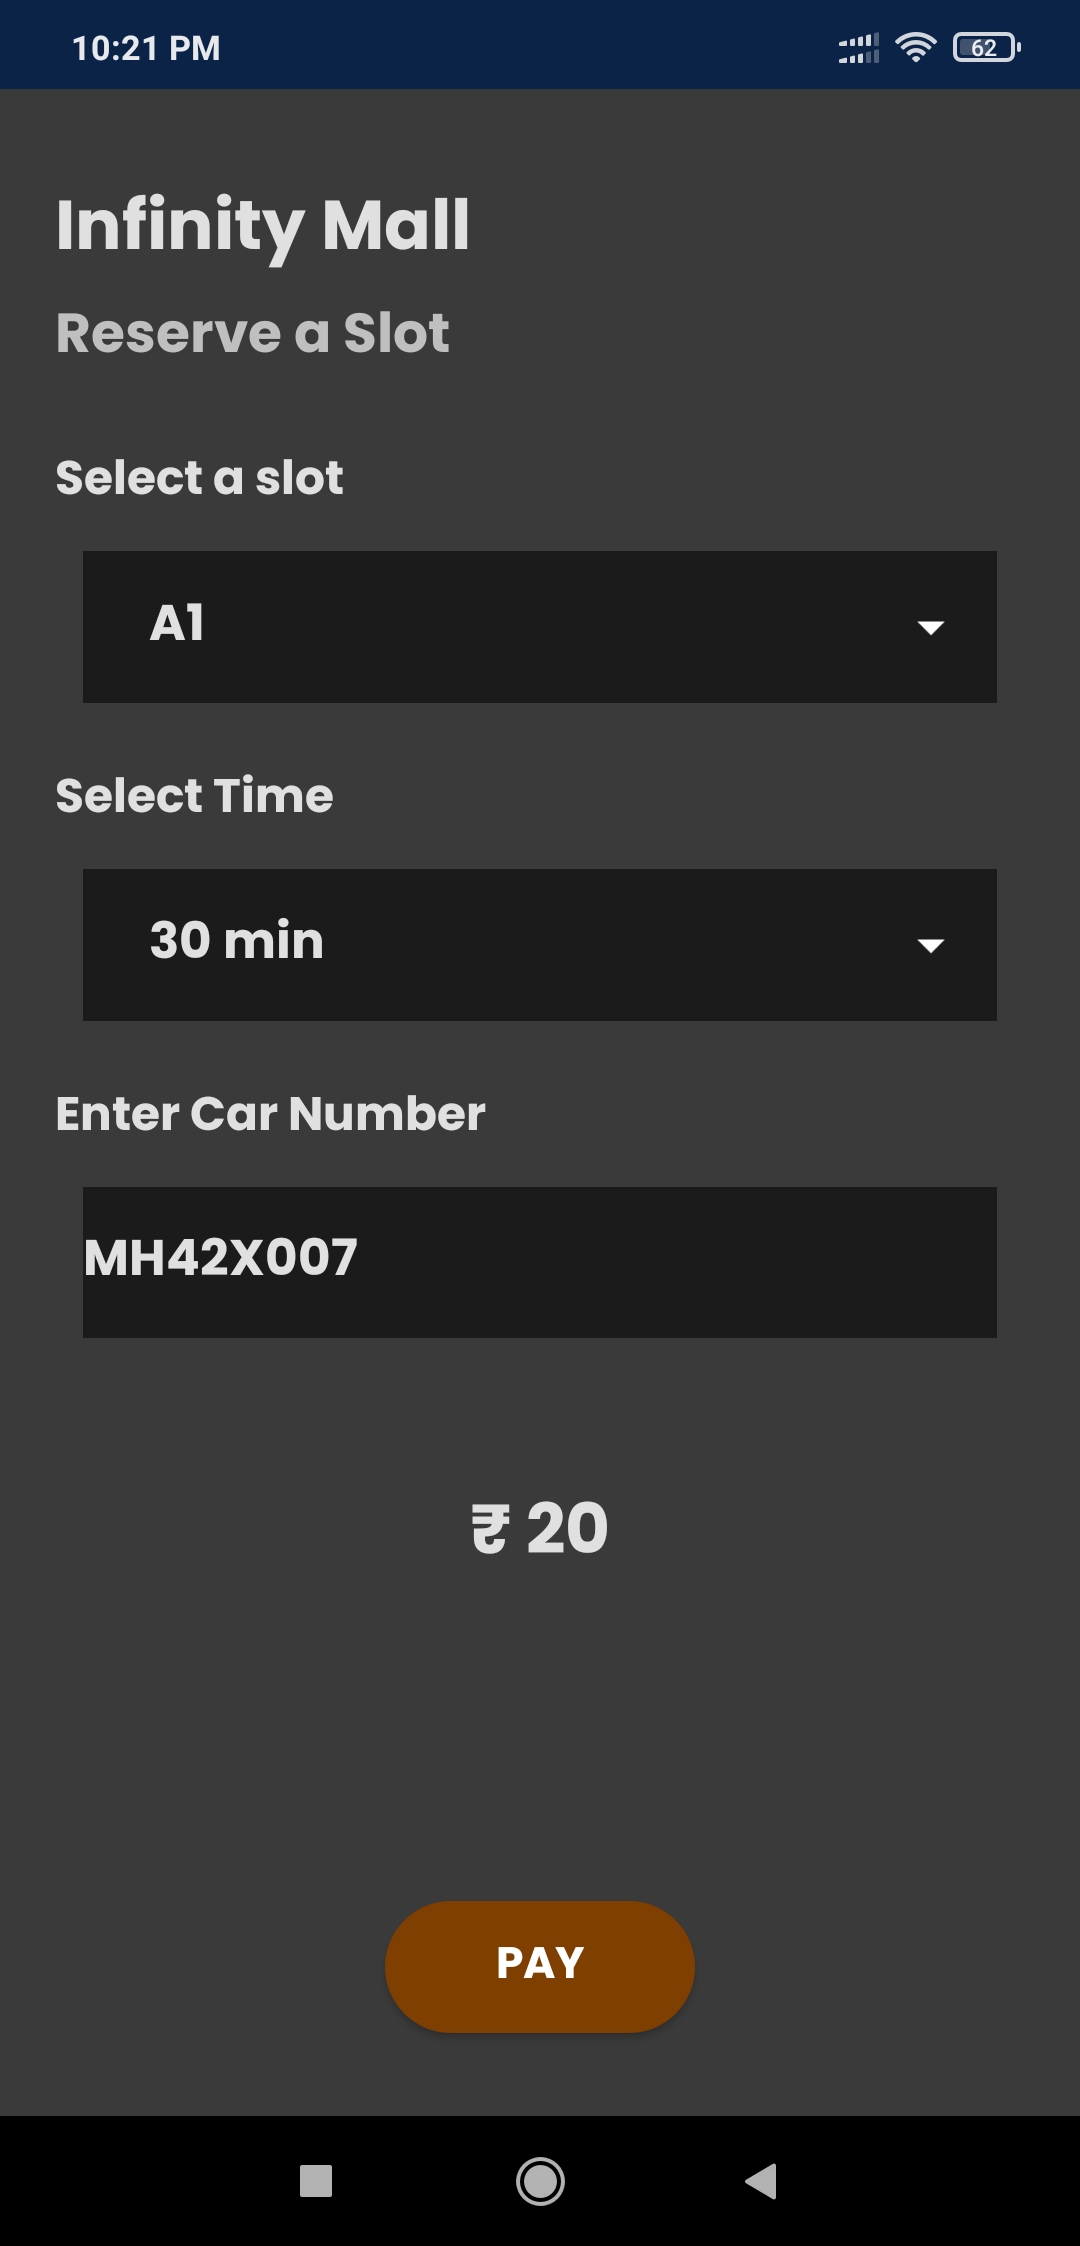 10:21 PM
62
Infinity Mall
Reserve a Slot
Select a slot
A1
Select Time
30 min
Enter Car Number
MH42X007
₹ 20
PAY